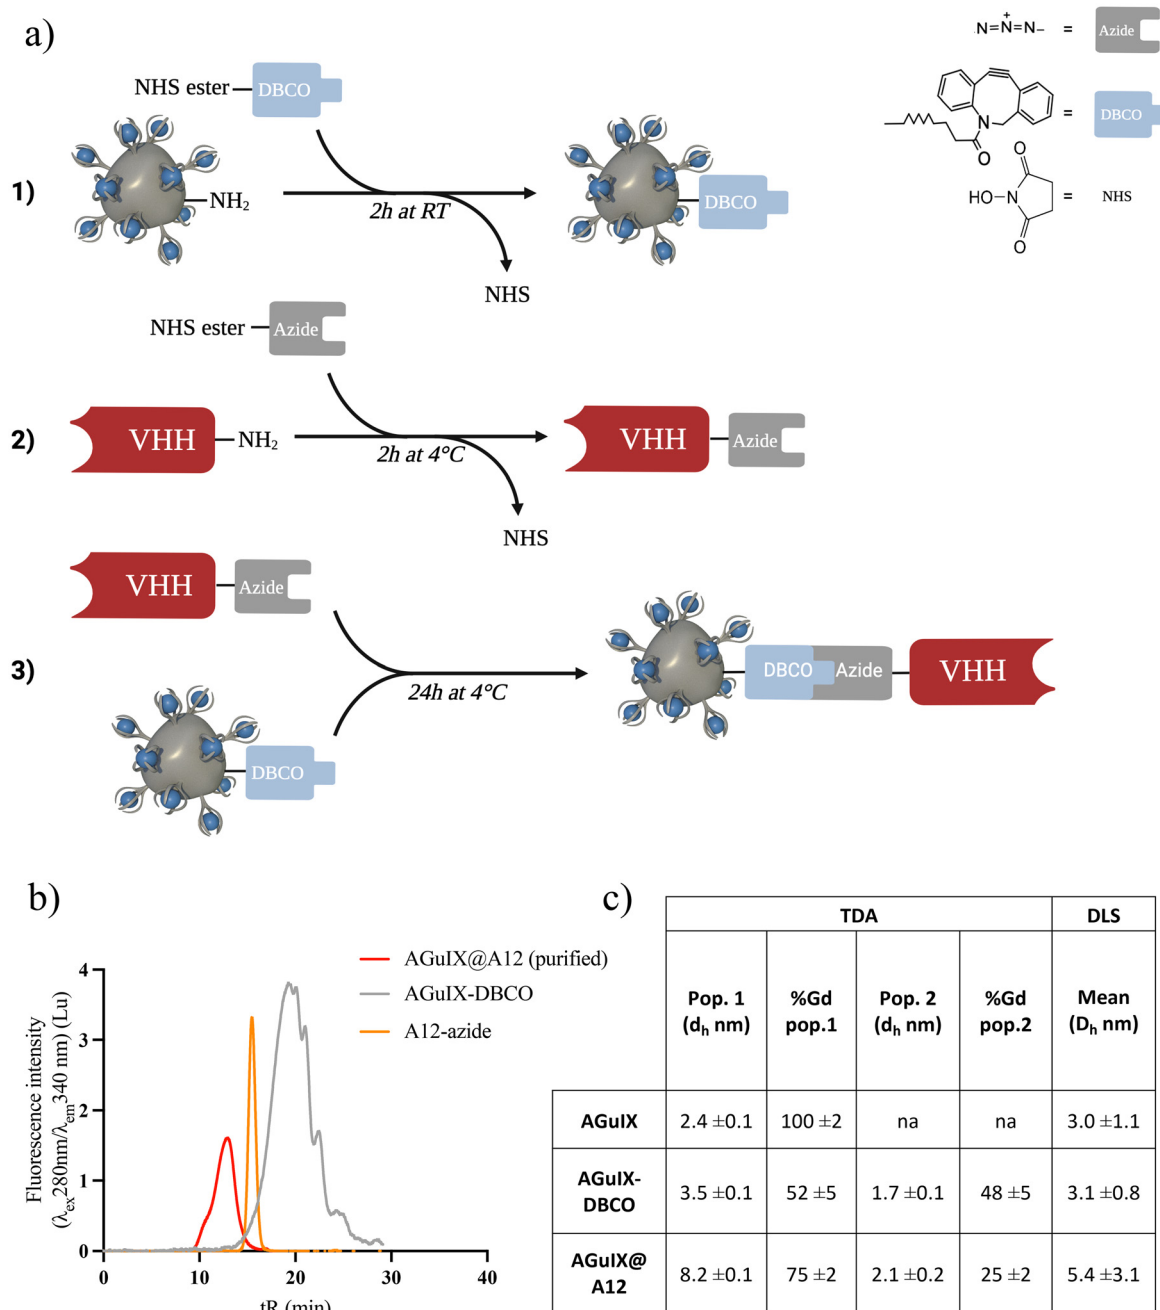 a)
N=N⁺=N– = Azide
NHS ester DBCO
= DBCO
N
O
1)
NH₂
2h at RT
DBCO
O
HO–N = NHS
O
NHS
NHS ester Azide
2)
VHH NH₂
2h at 4°C
VHH Azide
NHS
VHH Azide
3)
24h at 4°C
DBCO Azide VHH
DBCO
b)
AGuIX@A12 (purified)
AGuIX-DBCO
A12-azide
Fluorescence intensity
(λex280nm/λem340 nm) (Lu)
4
3
2
1
0
0 10 20 30 40
tR (min)
c)
TDA DLS
Pop. 1 (dh nm) %Gd pop.1 Pop. 2 (dh nm) %Gd pop.2 Mean (Dh nm)
AGuIX 2.4 ±0.1 100 ±2 na na 3.0 ±1.1
AGuIX-DBCO 3.5 ±0.1 52 ±5 1.7 ±0.1 48 ±5 3.1 ±0.8
AGuIX@A12 8.2 ±0.1 75 ±2 2.1 ±0.2 25 ±2 5.4 ±3.1